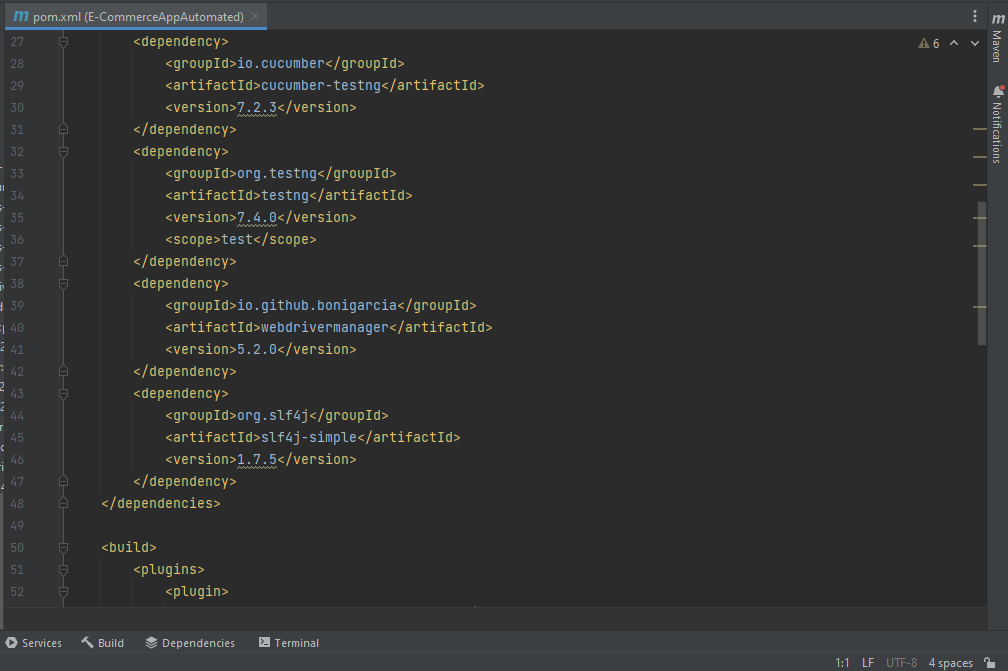 pom.xml (E-CommerceAppAutomated)
6
Maven
Notifications
27 <dependency>
28 <groupId>io.cucumber</groupId>
29 <artifactId>cucumber-testng</artifactId>
30 <version>7.2.3</version>
31 </dependency>
32 <dependency>
33 <groupId>org.testng</groupId>
34 <artifactId>testng</artifactId>
35 <version>7.4.0</version>
36 <scope>test</scope>
37 </dependency>
38 <dependency>
39 <groupId>io.github.bonigarcia</groupId>
40 <artifactId>webdrivermanager</artifactId>
41 <version>5.2.0</version>
42 </dependency>
43 <dependency>
44 <groupId>org.slf4j</groupId>
45 <artifactId>slf4j-simple</artifactId>
46 <version>1.7.5</version>
47 </dependency>
48 </dependencies>
49
50 <build>
51 <plugins>
52 <plugin>
Services Build Dependencies Terminal
1:1 LF UTF-8 4 spaces